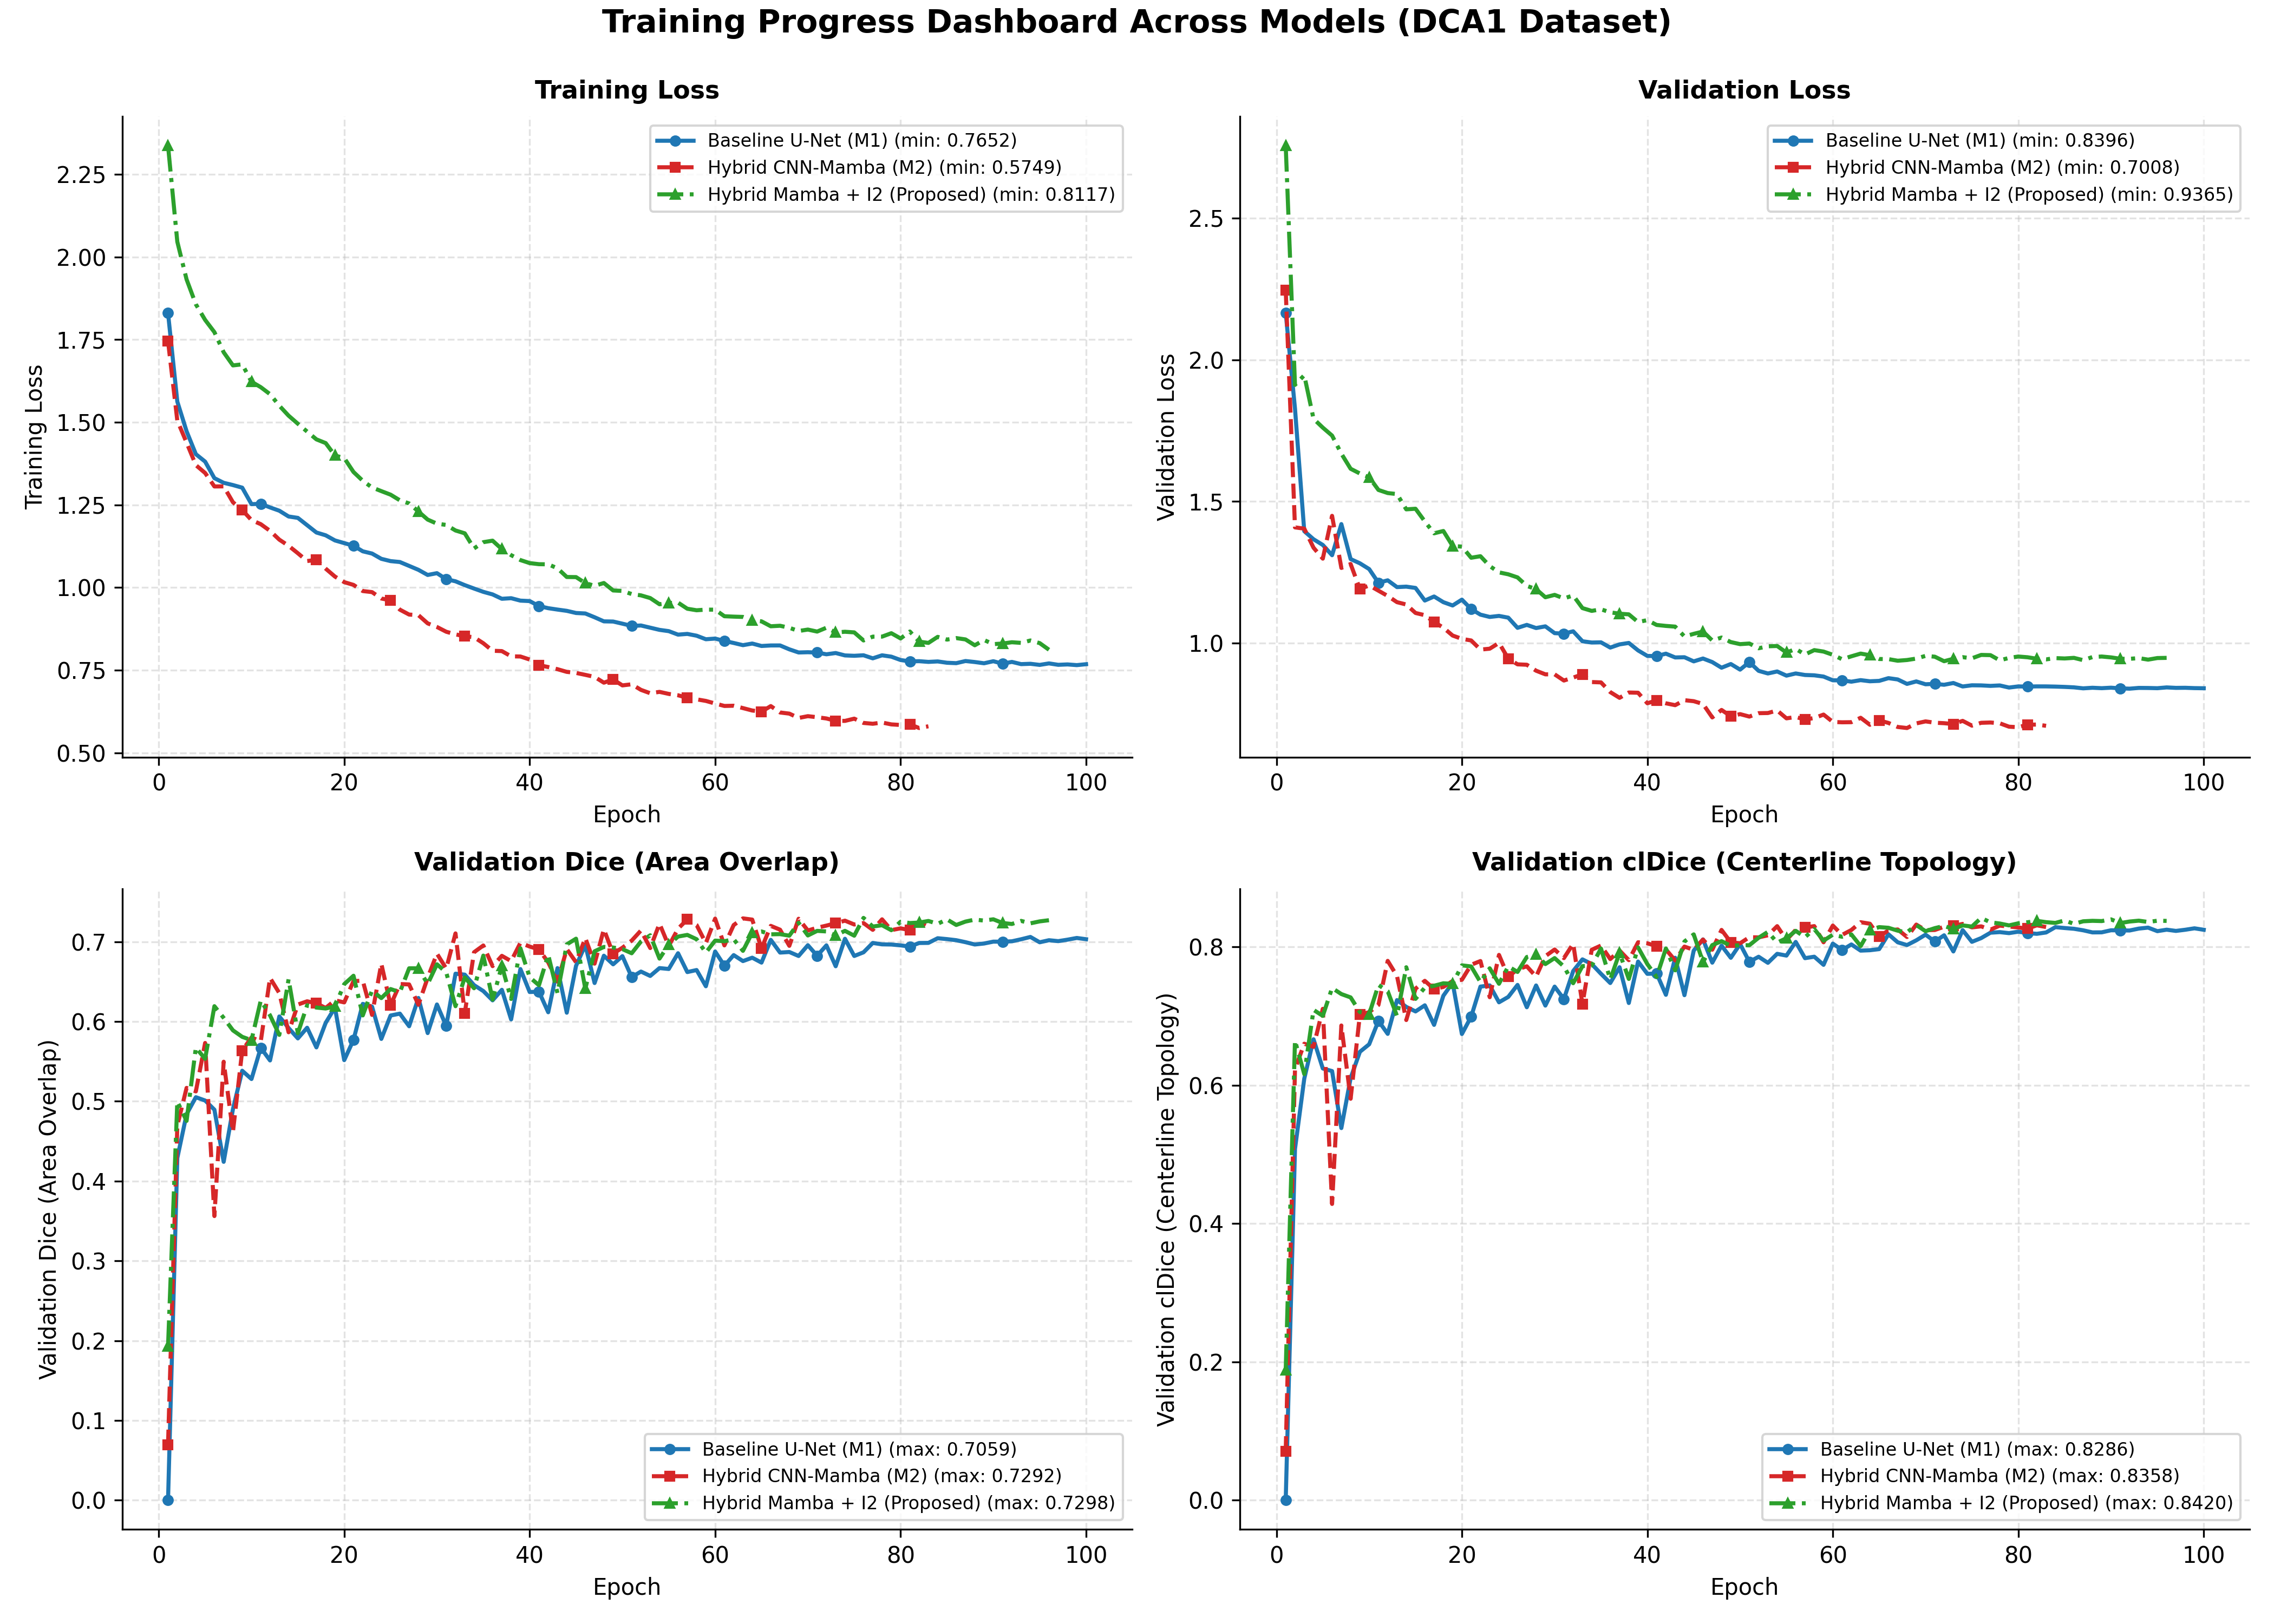 Training Progress Dashboard Across Models (DCA1 Dataset)
Training Loss
Baseline U-Net (M1) (min: 0.7652)
Hybrid CNN-Mamba (M2) (min: 0.5749)
Hybrid Mamba + I2 (Proposed) (min: 0.8117)
Training Loss
2.25
2.00
1.75
1.50
1.25
1.00
0.75
0.50
0 20 40 60 80 100
Epoch
Validation Loss
Baseline U-Net (M1) (min: 0.8396)
Hybrid CNN-Mamba (M2) (min: 0.7008)
Hybrid Mamba + I2 (Proposed) (min: 0.9365)
Validation Loss
2.5
2.0
1.5
1.0
0 20 40 60 80 100
Epoch
Validation Dice (Area Overlap)
Validation Dice (Area Overlap)
0.7
0.6
0.5
0.4
0.3
0.2
0.1
0.0
Baseline U-Net (M1) (max: 0.7059)
Hybrid CNN-Mamba (M2) (max: 0.7292)
Hybrid Mamba + I2 (Proposed) (max: 0.7298)
0 20 40 60 80 100
Epoch
Validation clDice (Centerline Topology)
Validation clDice (Centerline Topology)
0.8
0.6
0.4
0.2
0.0
Baseline U-Net (M1) (max: 0.8286)
Hybrid CNN-Mamba (M2) (max: 0.8358)
Hybrid Mamba + I2 (Proposed) (max: 0.8420)
0 20 40 60 80 100
Epoch